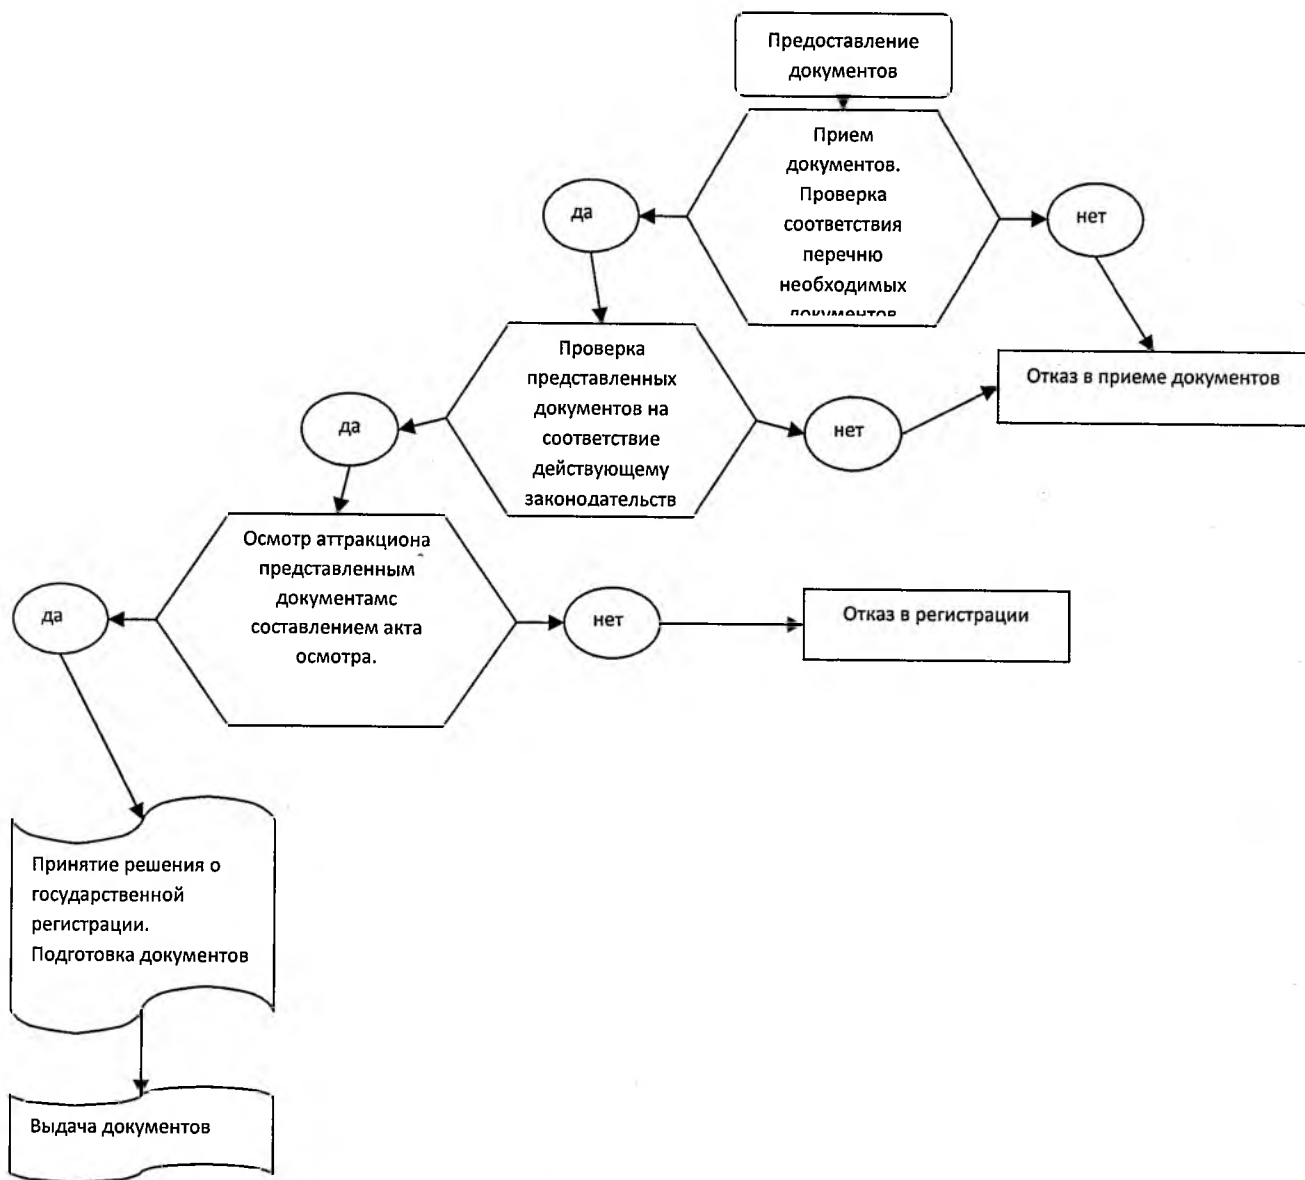 Предоставление
документов
Прием
документов.
Проверка
соответствия
перечню
необходимых
документов
да
нет
Проверка
представленных
документов на
соответствие
действующему
законодательств
Отказ в приеме документов
да
нет
Осмотр аттракциона
представленным
документамс
составлением акта
осмотра.
да
нет
Отказ в регистрации
Принятие решения о
государственной
регистрации.
Подготовка документов
Выдача документов